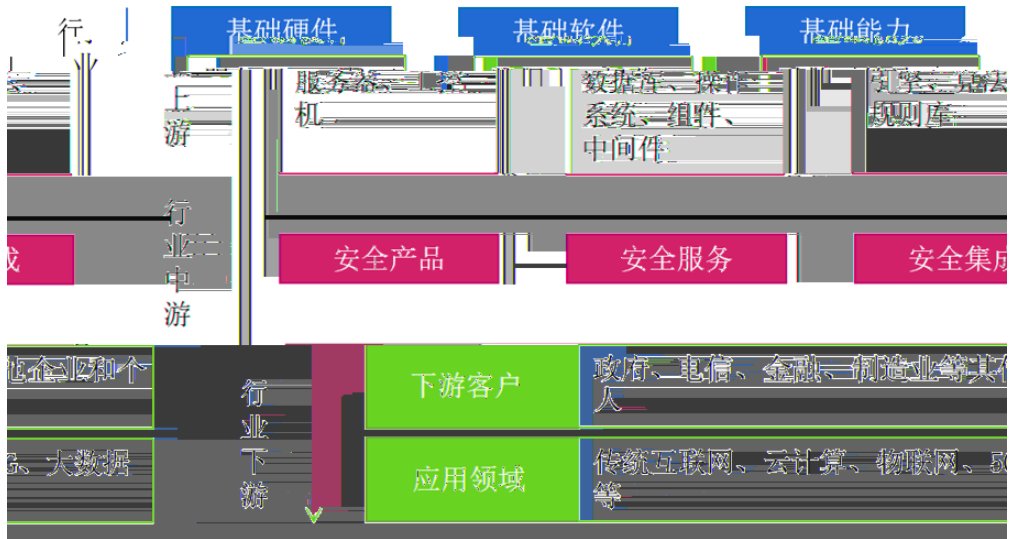 行业上游
基础硬件
服务器、
机
基础软件
数据库、操作
系统、组件、
中间件
基础能力
引擎、算法、
规则库
行业中游
安全产品
安全服务
安全集成
行业下游
下游客户
政府、电信、金融、制造业等其他企业和个
人
应用领域
传统互联网、云计算、物联网、5G、大数据
等